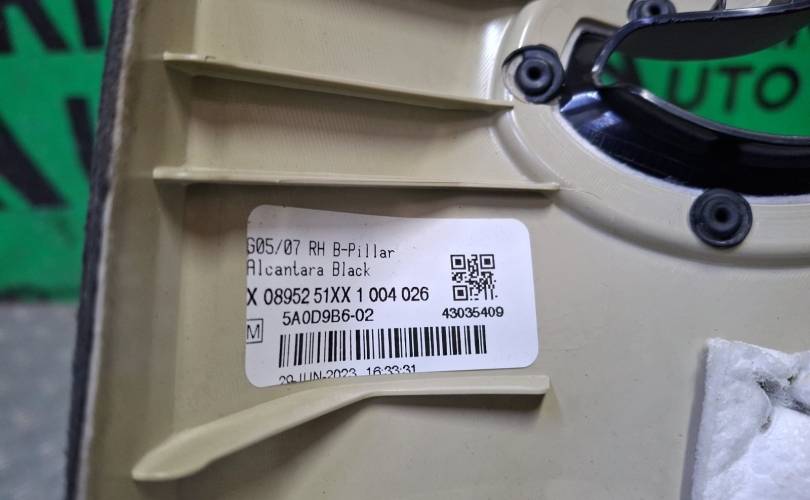 G05/07 RH B-Pillar
Alcantara Black
X 08952 51XX 1 004 026
5A0D9B6-02
43035409
M
29-JUN-2023 16:33:31
AUTO